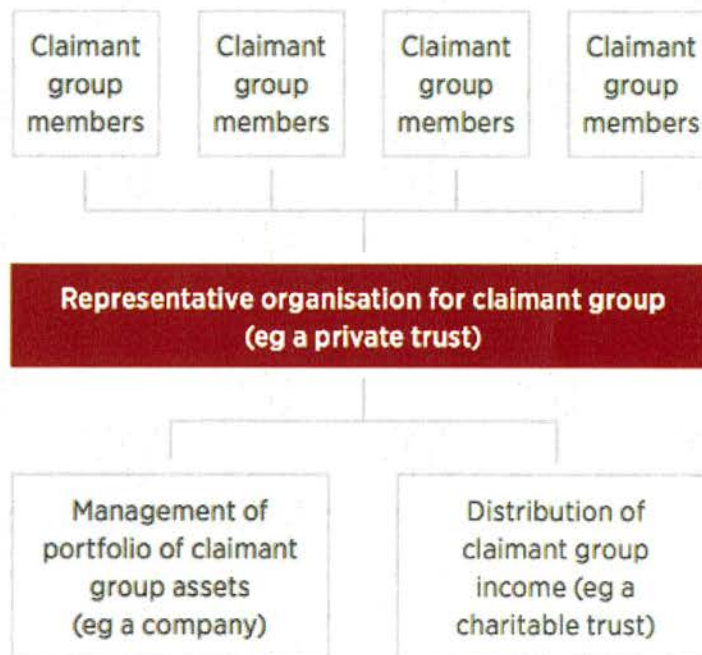 Claimant
group
members
Claimant
group
members
Claimant
group
members
Claimant
group
members
Representative organisation for claimant group
(eg a private trust)
Management of
portfolio of claimant
group assets
(eg a company)
Distribution of
claimant group
income (eg a
charitable trust)